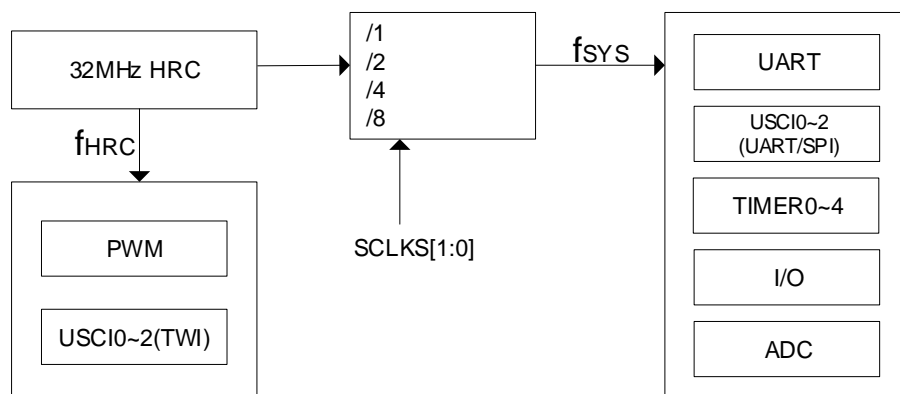 32MHz HRC
/1
/2
/4
/8
fSYS
UART
USCI0~2
(UART/SPI)
TIMER0~4
I/O
ADC
fHRC
PWM
USCI0~2(TWI)
SCLKS[1:0]